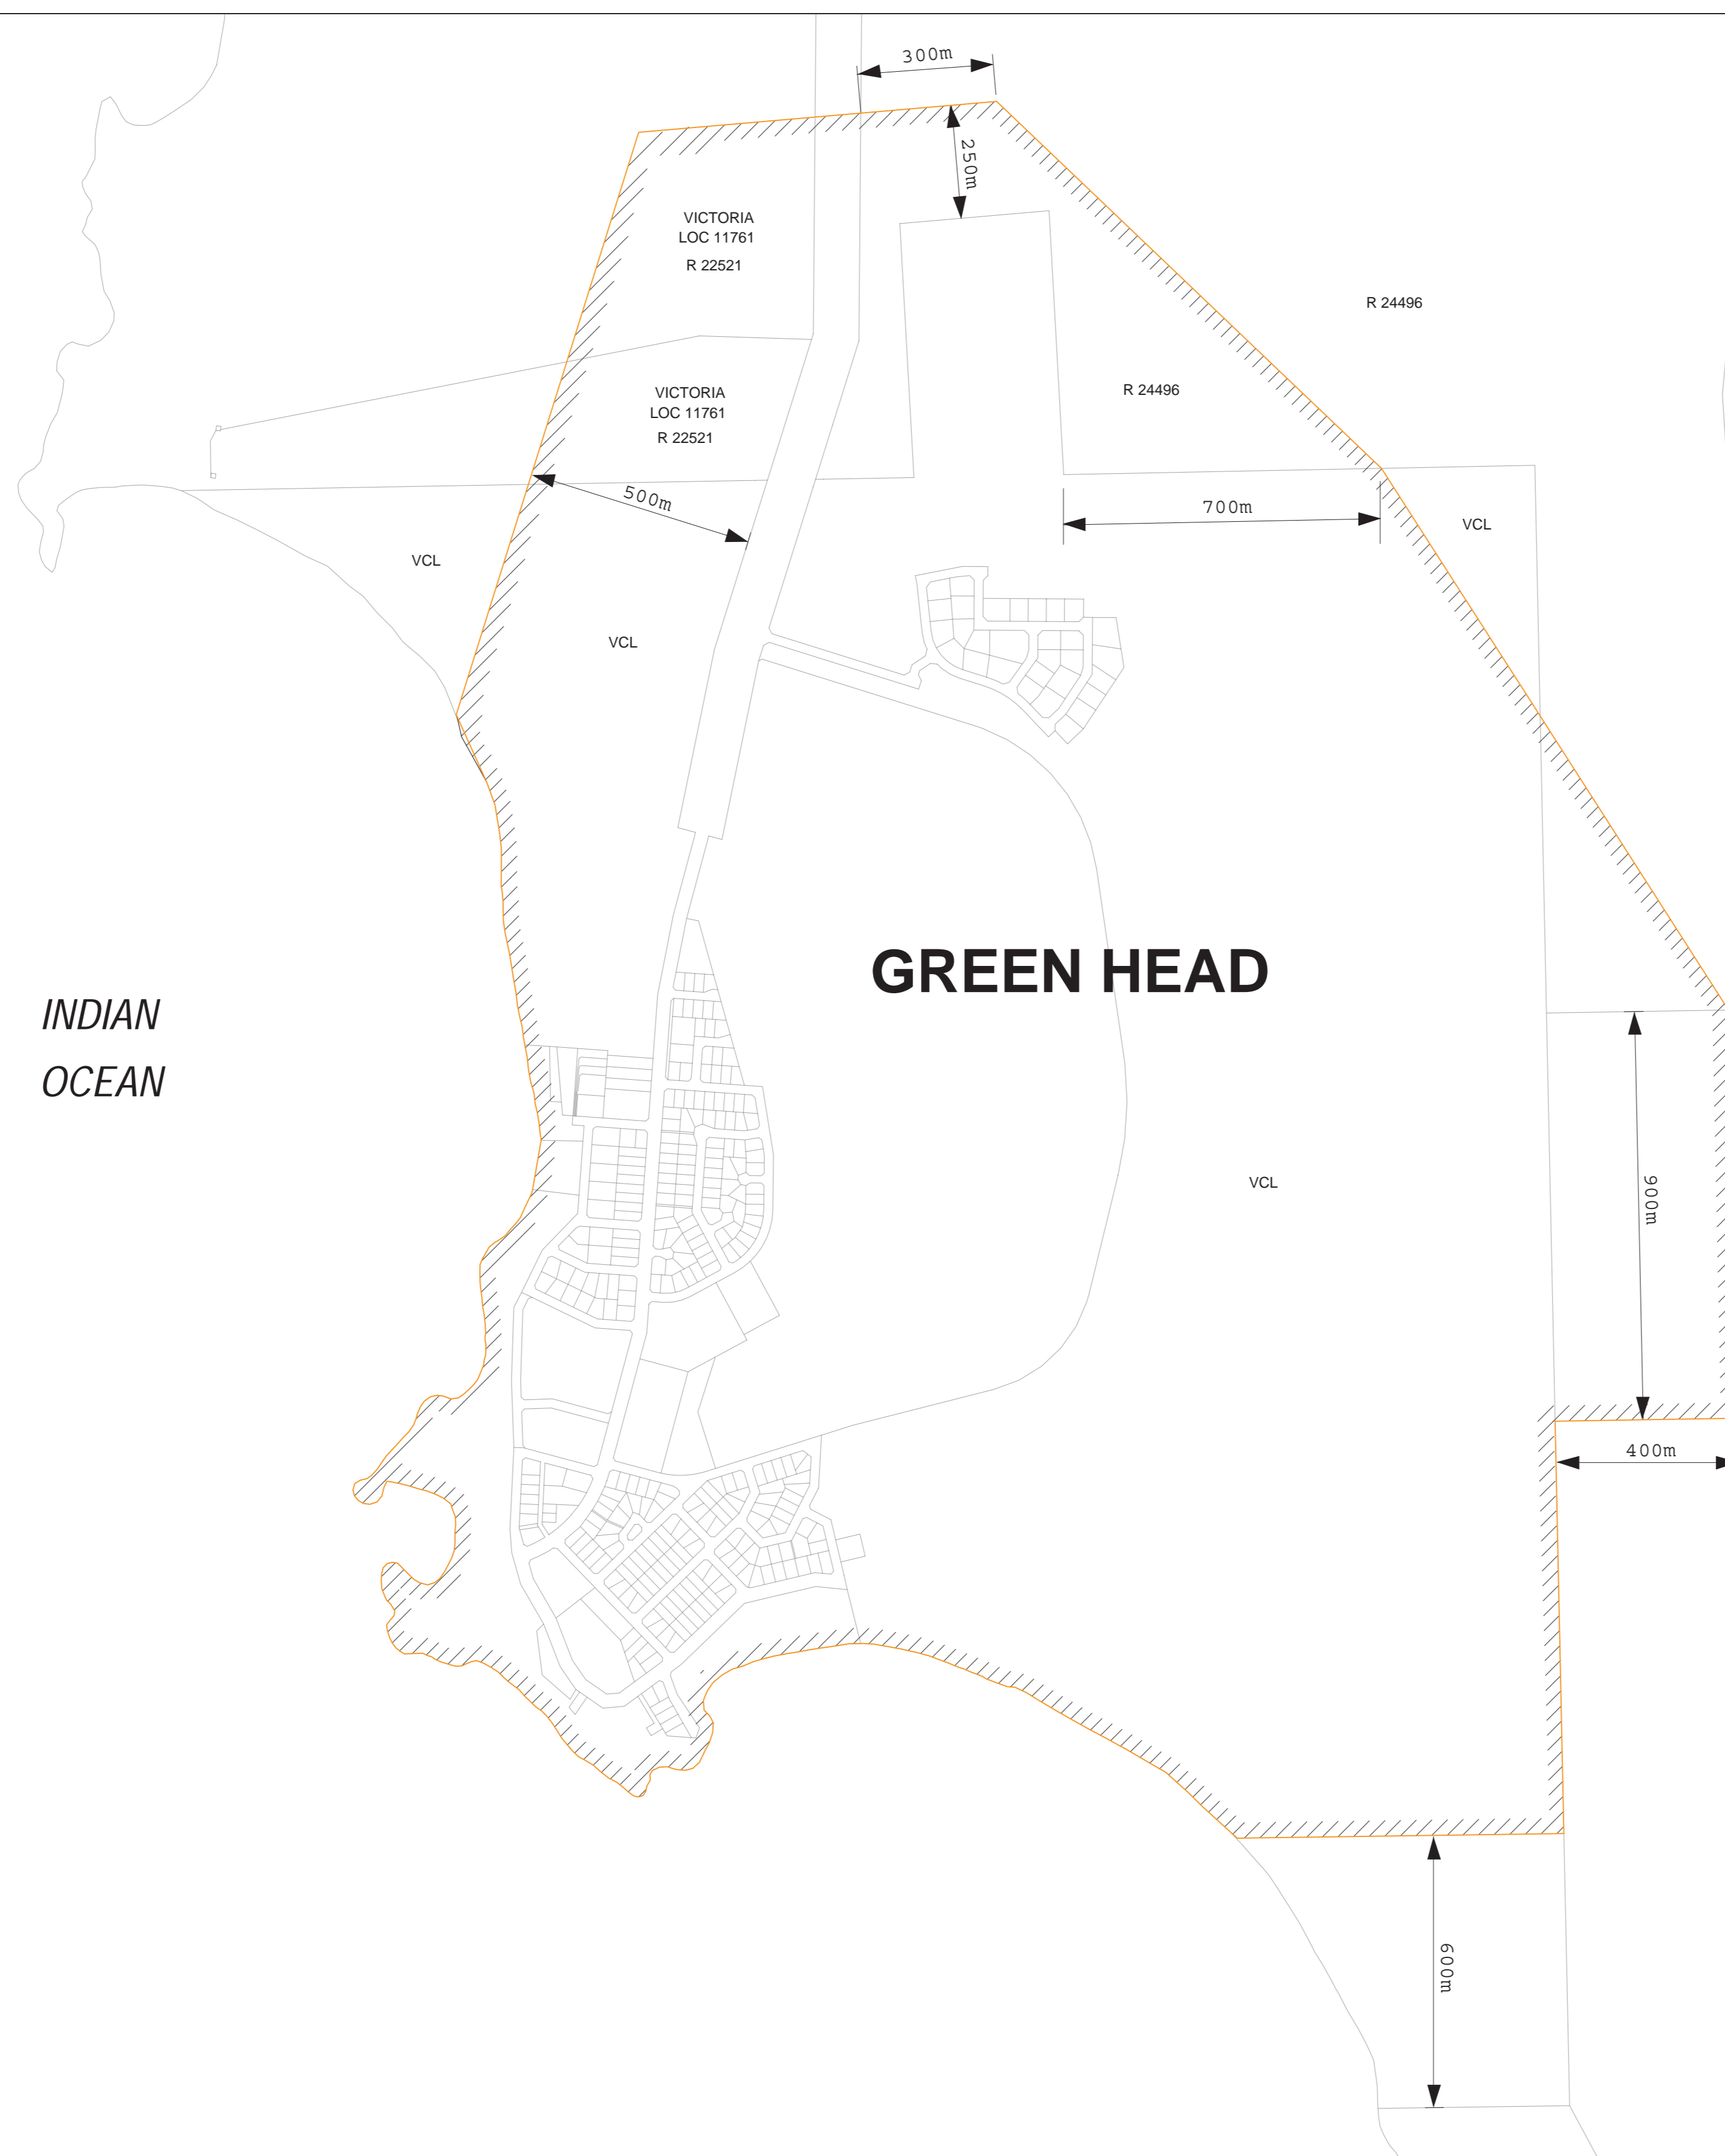 300m
250m
VICTORIA
LOC 11761
R 22521
R 24496
VICTORIA
LOC 11761
R 22521
R 24496
500m
700m
VCL
VCL
VCL
GREEN HEAD
INDIAN
OCEAN
VCL
900m
400m
600m